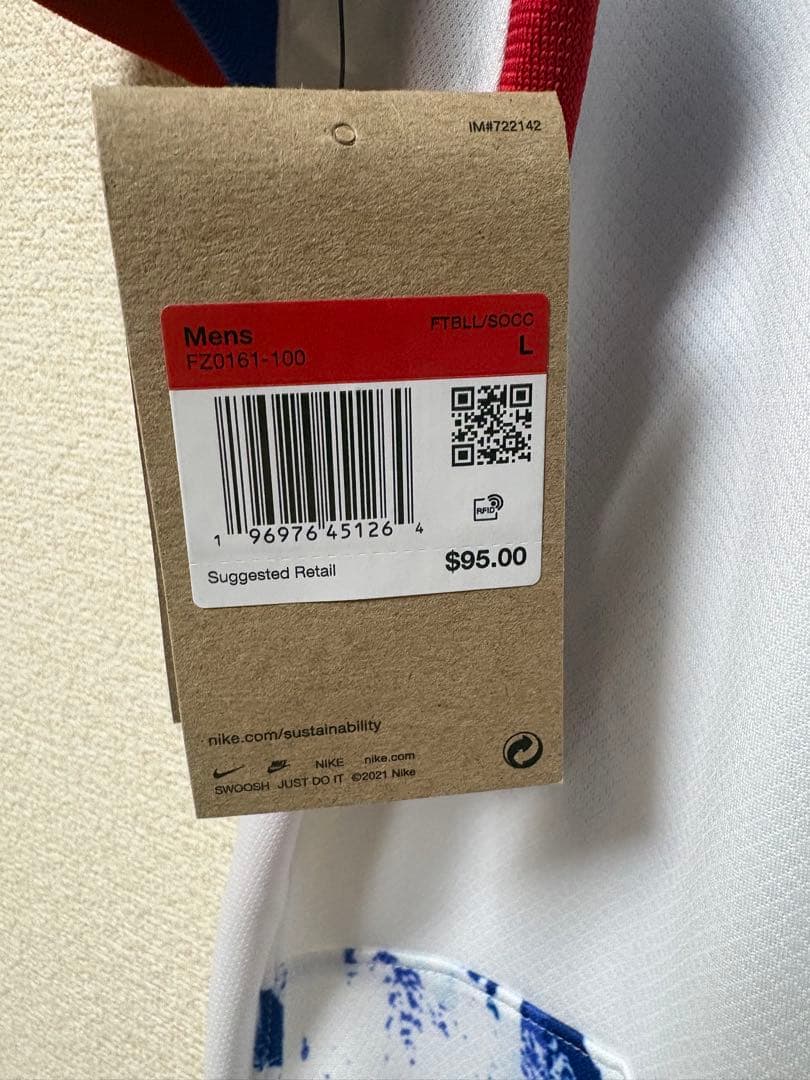 IM#722142
Mens
FTBLL/SOCC
FZ0161-100
L
RFID
1 96976 45126 4
Suggested Retail
$95.00
nike.com/sustainability
NIKE nike.com
SWOOSH JUST DO IT ©2021 Nike